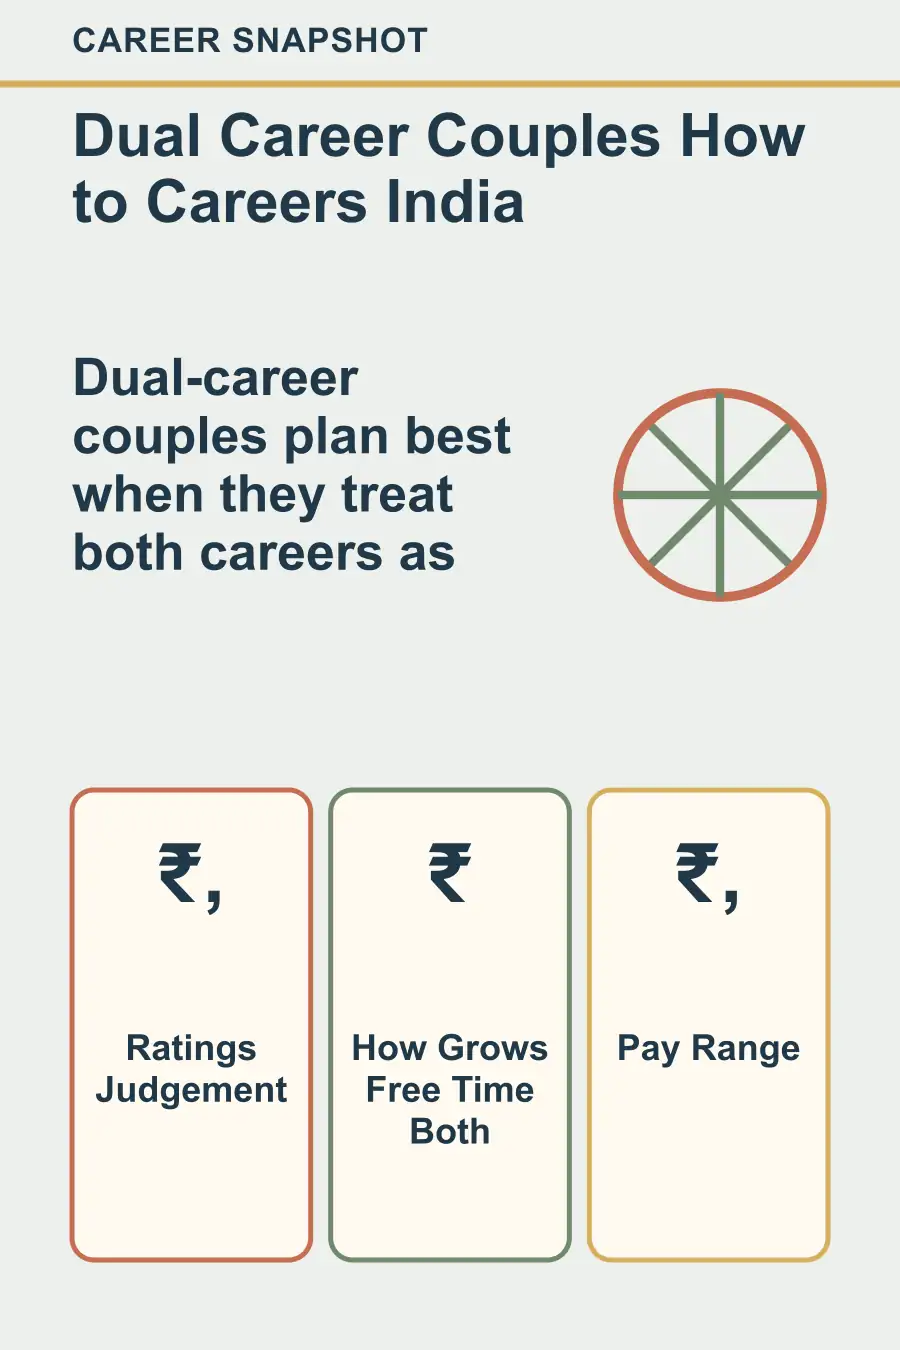 CAREER SNAPSHOT
Dual Career Couples How
to Careers India
Dual-career
couples plan best
when they treat
both careers as
₹,
Ratings
Judgement
₹
How Grows
Free Time
Both
₹,
Pay Range